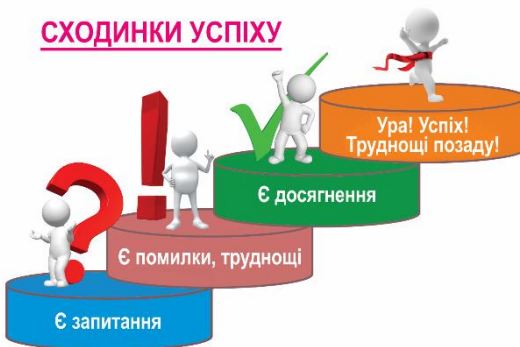 СХОДИНКИ УСПІХУ
Ура! Успіх!
Труднощі позаду!
Є досягнення
Є помилки, труднощі
Є запитання